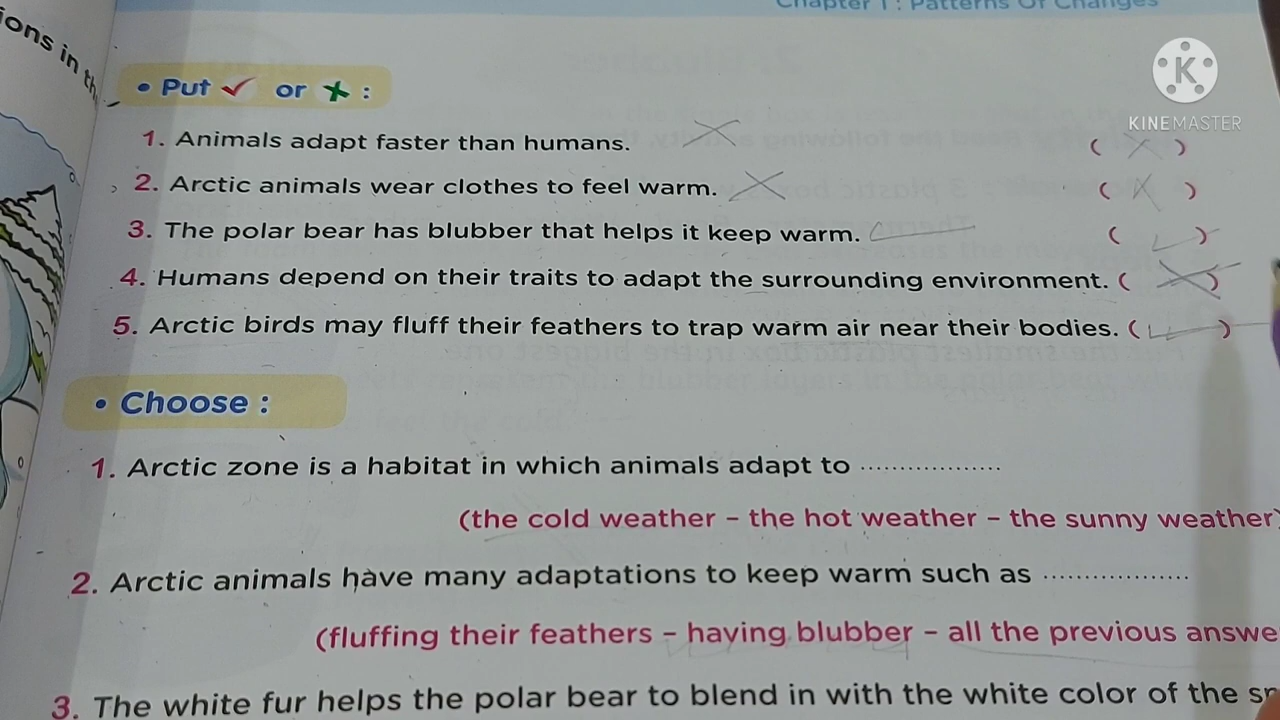 Chapter 1 : Patterns Of Changes
ions in th
• Put ✓ or ✗ :
1. Animals adapt faster than humans. ( ✗ )
2. Arctic animals wear clothes to feel warm. ( ✗ )
3. The polar bear has blubber that helps it keep warm. ( ✓ )
4. Humans depend on their traits to adapt the surrounding environment. ( ✗ )
5. Arctic birds may fluff their feathers to trap warm air near their bodies. ( ✓ )
• Choose :
1. Arctic zone is a habitat in which animals adapt to ...................
(the cold weather – the hot weather – the sunny weather)
2. Arctic animals have many adaptations to keep warm such as ...................
(fluffing their feathers – having blubber – all the previous answe
3. The white fur helps the polar bear to blend in with the white color of the
K
KINEMASTER